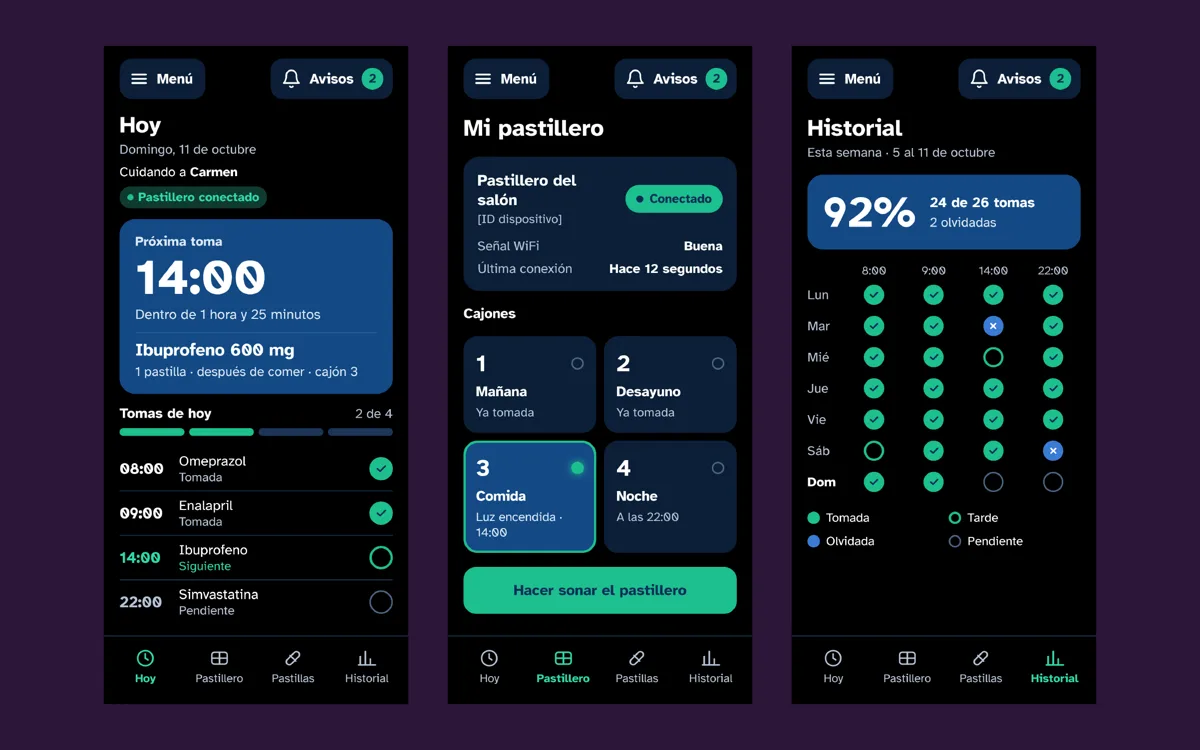 Menú
Avisos 2
Hoy
Domingo, 11 de octubre
Cuidando a Carmen
Pastillero conectado
Próxima toma
14:00
Dentro de 1 hora y 25 minutos
Ibuprofeno 600 mg
1 pastilla · después de comer · cajón 3
Tomas de hoy
2 de 4
08:00
Omeprazol
Tomada
09:00
Enalapril
Tomada
14:00
Ibuprofeno
Siguiente
22:00
Simvastatina
Pendiente
Hoy
Pastillero
Pastillas
Historial
Menú
Avisos 2
Mi pastillero
Pastillero del
salón
[ID dispositivo]
Conectado
Señal WiFi
Buena
Última conexión
Hace 12 segundos
Cajones
1
Mañana
Ya tomada
2
Desayuno
Ya tomada
3
Comida
Luz encendida ·
14:00
4
Noche
A las 22:00
Hacer sonar el pastillero
Hoy
Pastillero
Pastillas
Historial
Menú
Avisos 2
Historial
Esta semana · 5 al 11 de octubre
92%
24 de 26 tomas
2 olvidadas
8:00 9:00 14:00 22:00
Lun
Mar
Mié
Jue
Vie
Sáb
Dom
Tomada
Tarde
Olvidada
Pendiente
Hoy
Pastillero
Pastillas
Historial